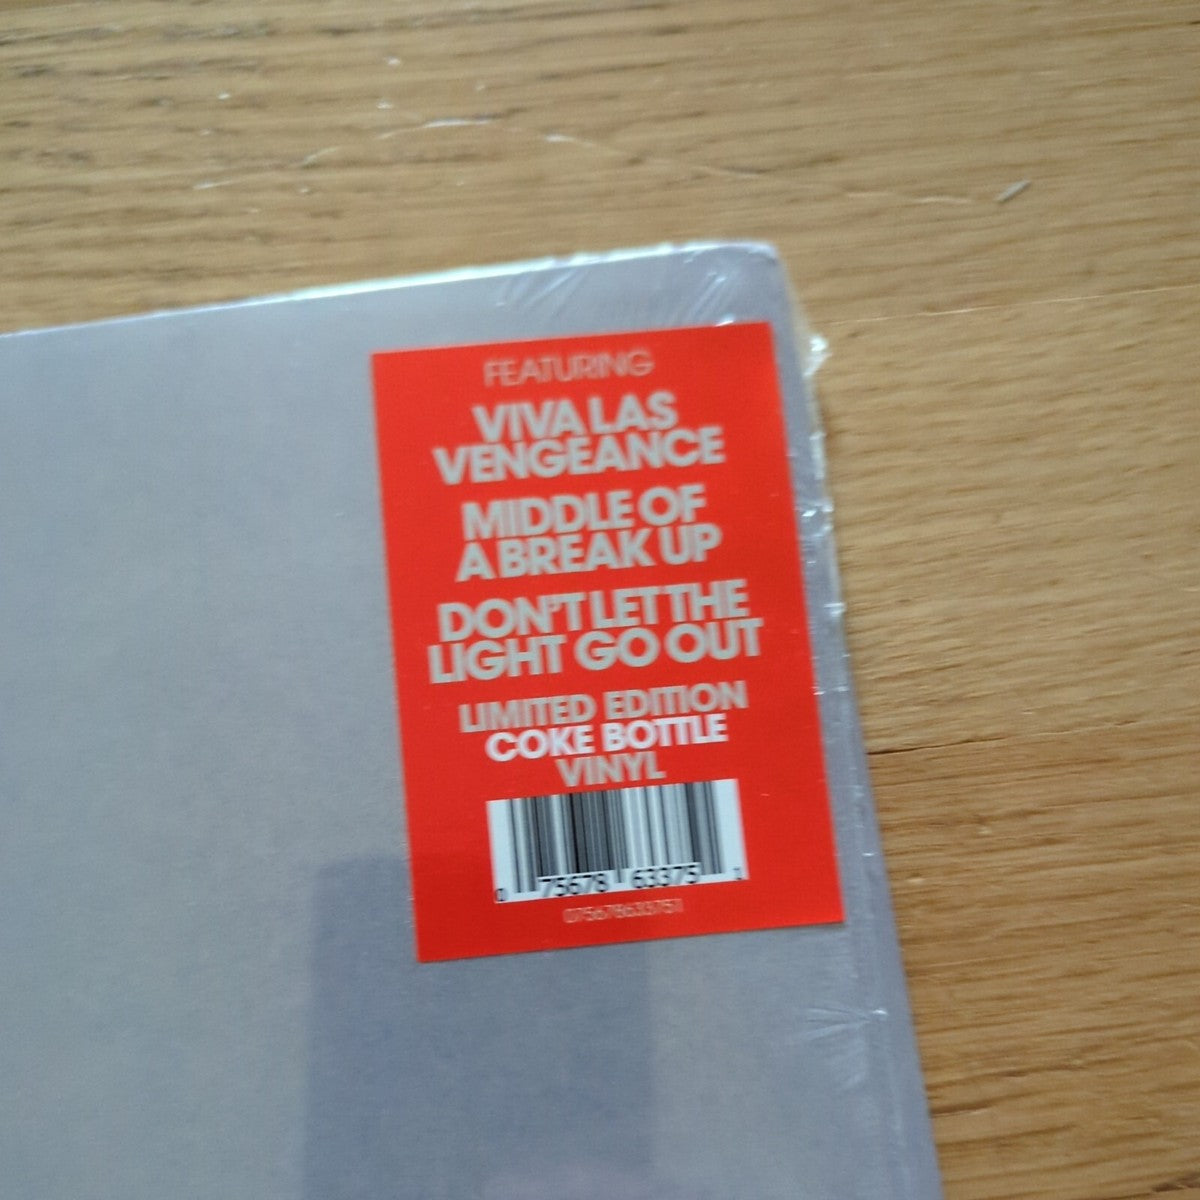 FEATURING
VIVA LAS
VENGEANCE
MIDDLE OF
A BREAK UP
DON'T LET THE
LIGHT GO OUT
LIMITED EDITION
COKE BOTTLE
VINYL
0 75678 63375 1
075678633751